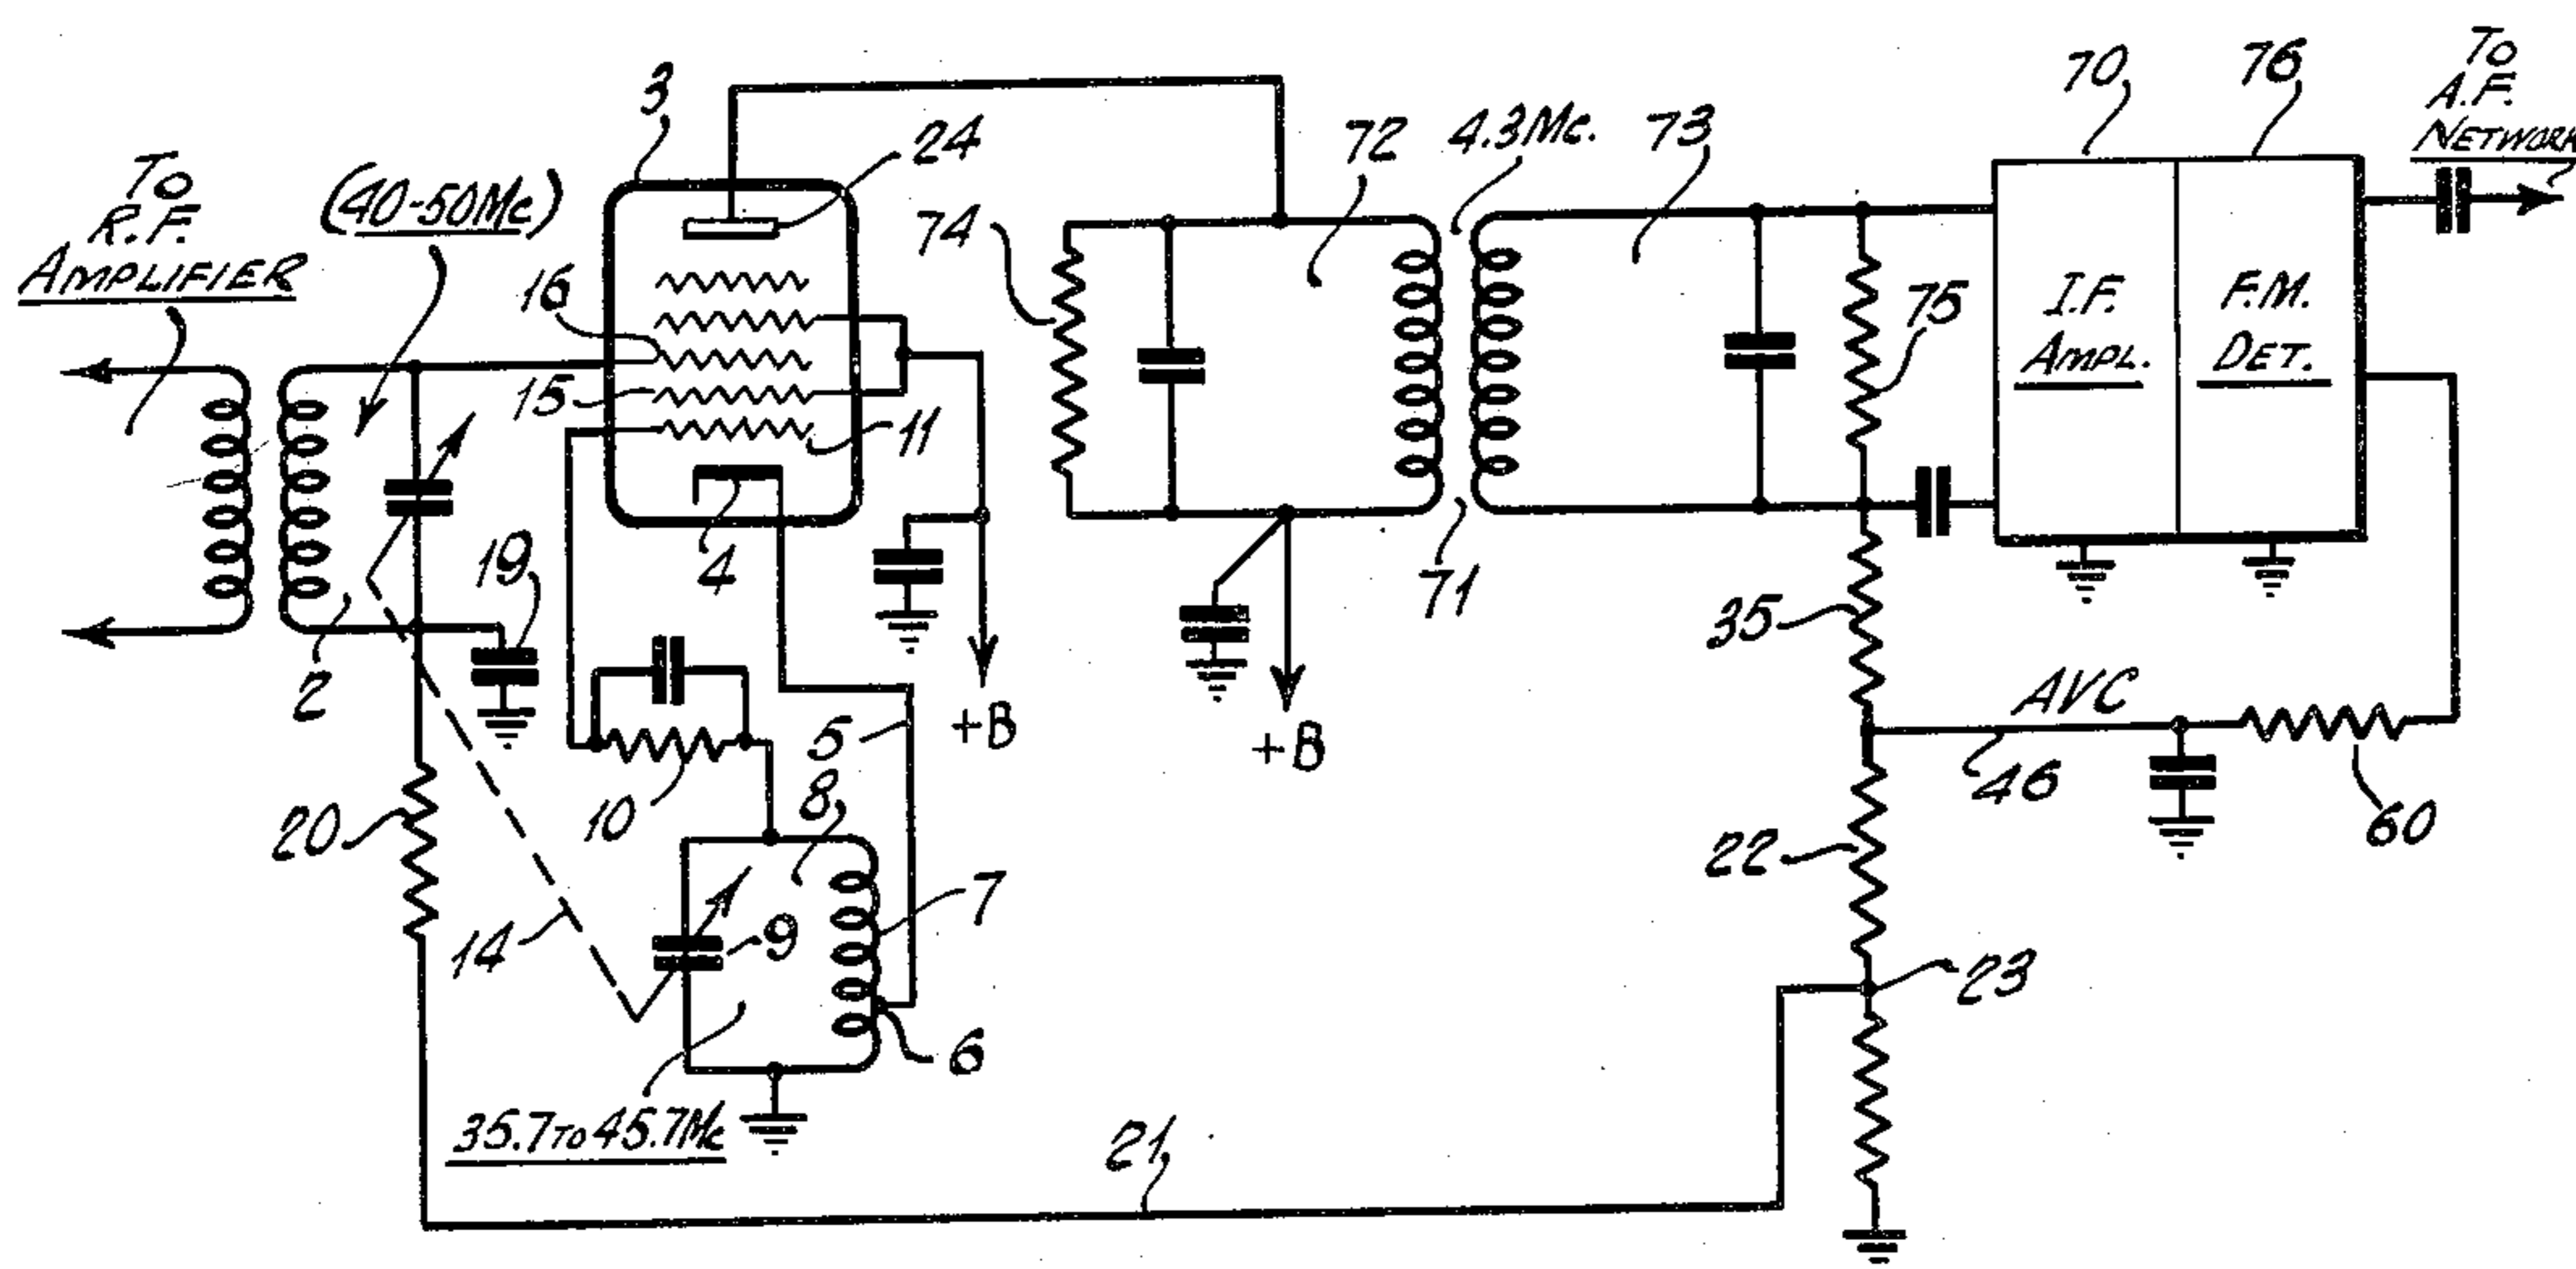 To
R.F.
AMPLIFIER
(40-50Mc)
3
24
16
15
11
4
2
19
20
14
10
5
8
7
9
6
35.7 TO 45.7Mc
+B
21
74
72
4.3Mc.
73
71
+B
75
35
22
23
70
76
I.F.
AMPL.
F.M.
DET.
To
A.F.
NETWORK
AVC
46
60